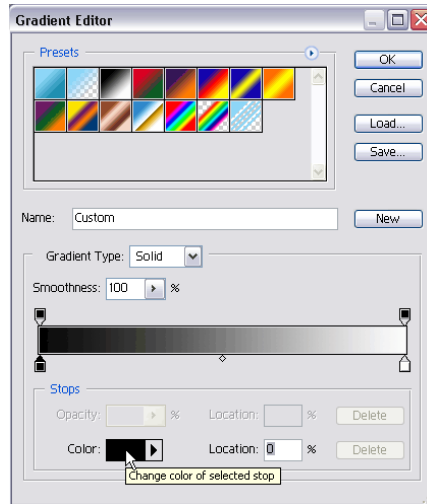 Gradient Editor
Presets
OK
Cancel
Load...
Save...
Name: Custom
New
Gradient Type: Solid
Smoothness: 100 %
Stops
Opacity: % Location: % Delete
Color: Location: 0 % Delete
Change color of selected stop